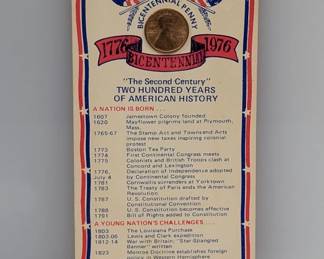 BICENTENNIAL PENNY
1776 1976
BICENTENNIAL
"The Second Century"
TWO HUNDRED YEARS
OF AMERICAN HISTORY
A NATION IS BORN . . .
1607 Jamestown Colony founded
1620 Mayflower pilgrims land at Plymouth, Mass.
1765-67 The Stamp Act and Townsend Acts
impose new taxes inspiring colonial
protest
1773 Boston Tea Party
1774 First Continental Congress meets
1775 Colonists and British Troops clash at
Concord and Lexington
1776, Declaration of Independence adopted
July 4 by Continental Congress
1781 Cornwallis surrenders at Yorktown
1783 The Treaty of Paris ends the American
Revolution
1787 U.S. Constitution drafted by
Constitutional Convention
1788 U.S. Constitution becomes effective
1791 Bill of Rights added to Constitution
A YOUNG NATION'S CHALLENGES . . .
1803 The Louisiana Purchase
1803-06 Lewis and Clark expedition
1812-14 War with Britain; "Star-Spangled
Banner" written
1823 Monroe Doctrine establishes foreign
policy in Western Hemisphere